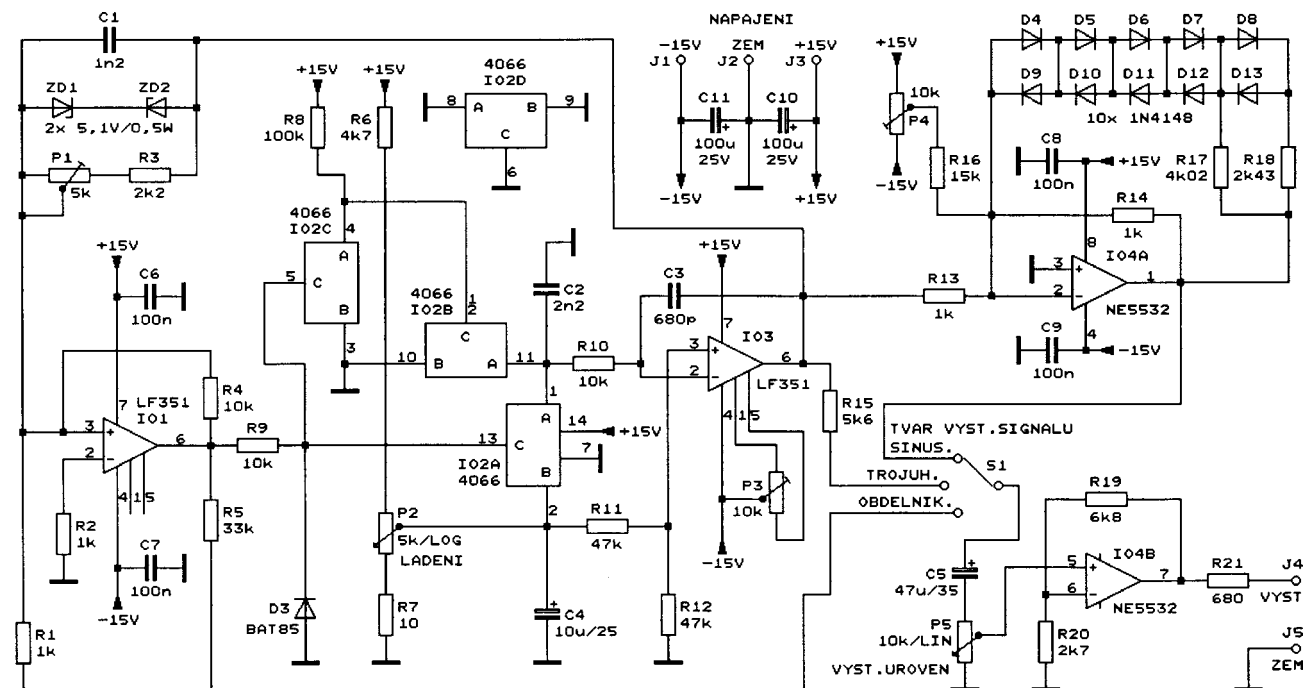 C1
1n2
ZD1
ZD2
2x 5,1V/0,5W
P1
5k
R3
2k2
+15V
+15V
R8
100k
R6
4k7
4066
IO2D
8
A
B
9
C
6
NAPAJENI
-15V
J1
ZEM
J2
+15V
J3
C11
100u
25V
C10
100u
25V
-15V
+15V
+15V
10k
P4
-15V
R16
15k
D4
D5
D6
D7
D8
D9
D10
D11
D12
D13
10x 1N4148
C8
100n
+15V
R17
4k02
R18
2k43
R14
1k
8
IO4A
3
+
2
-
1
NE5532
4
C9
100n
-15V
R13
1k
4066
IO2C
4
A
5
C
B
3
4066
IO2B
1
2
C
10
B
A
11
C2
2n2
R10
10k
C3
680p
+15V
7
IO3
3
+
2
-
6
LF351
4
1
5
P3
10k
-15V
+15V
C6
100n
7
LF351
IO1
3
+
2
-
6
4
1
5
R4
10k
R9
10k
R5
33k
R2
1k
C7
100n
-15V
R1
1k
D3
BAT85
1
A
13
C
14
+15V
7
IO2A
4066
B
2
P2
5k/LOG
LADENI
R7
10
R11
47k
C4
10u/25
R12
47k
R15
5k6
TVAR VYST.SIGNALU
SINUS.
S1
TROJUH.
OBDELNIK.
C5
47u/35
P5
10k/LIN
VYST.UROVEN
R19
6k8
5
+
6
-
IO4B
7
NE5532
R20
2k7
R21
680
J4
VYST
J5
ZEM